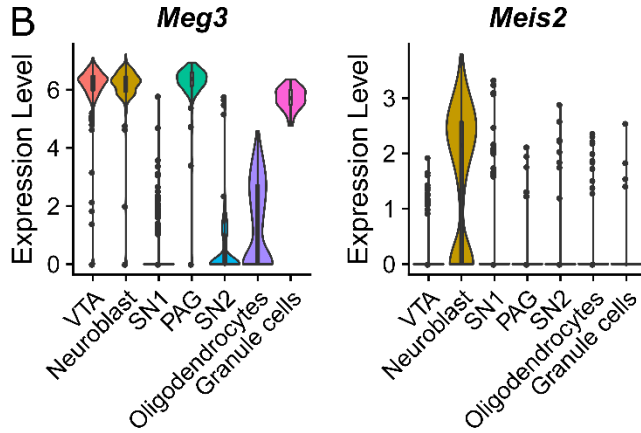 B
Meg3
Meis2
Expression Level
6
4
2
0
VTA
Neuroblast
SN1
PAG
SN2
Oligodendrocytes
Granule cells
Expression Level
3
2
1
0
VTA
Neuroblast
SN1
PAG
SN2
Oligodendrocytes
Granule cells